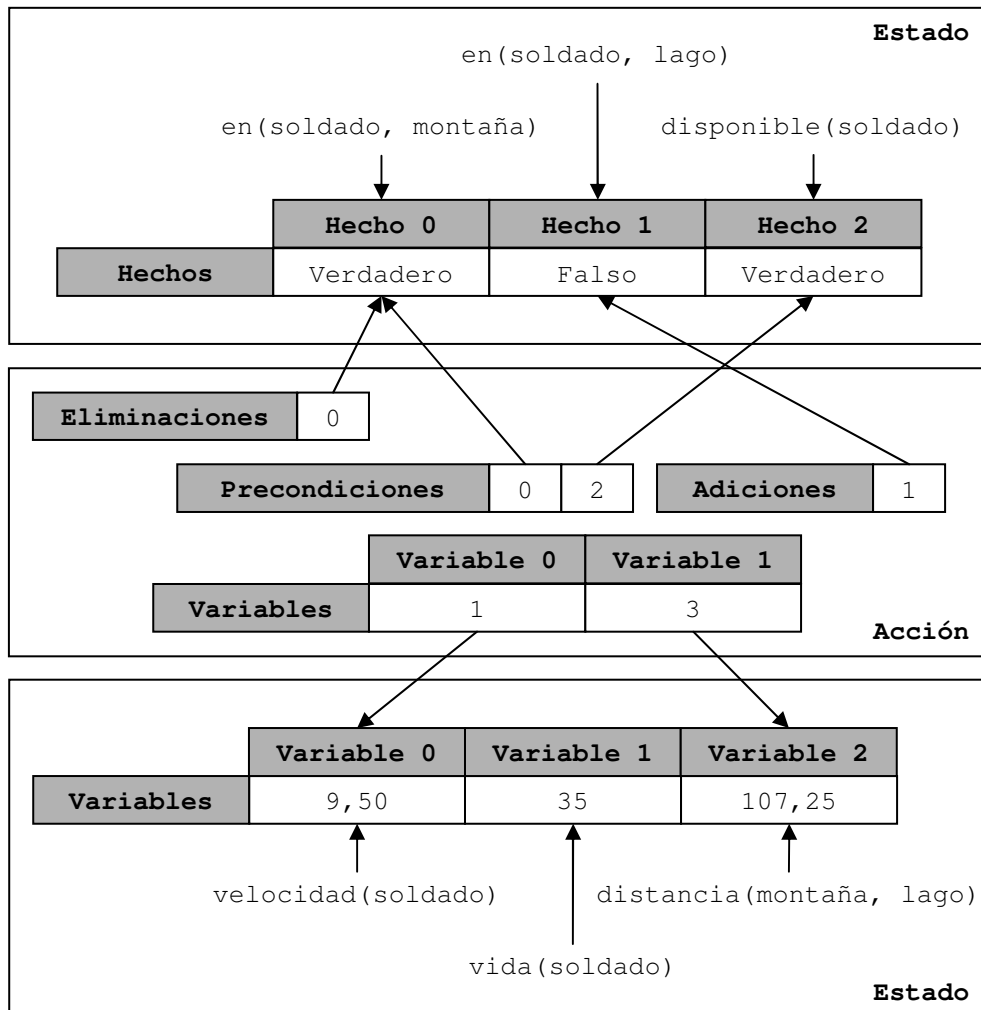 Estado
en(soldado, lago)
en(soldado, montaña) disponible(soldado)
Hecho 0 Hecho 1 Hecho 2
Hechos Verdadero Falso Verdadero
Eliminaciones 0
Precondiciones 0 2 Adiciones 1
Variable 0 Variable 1
Variables 1 3
Acción
Variable 0 Variable 1 Variable 2
Variables 9,50 35 107,25
velocidad(soldado) distancia(montaña, lago)
vida(soldado)
Estado